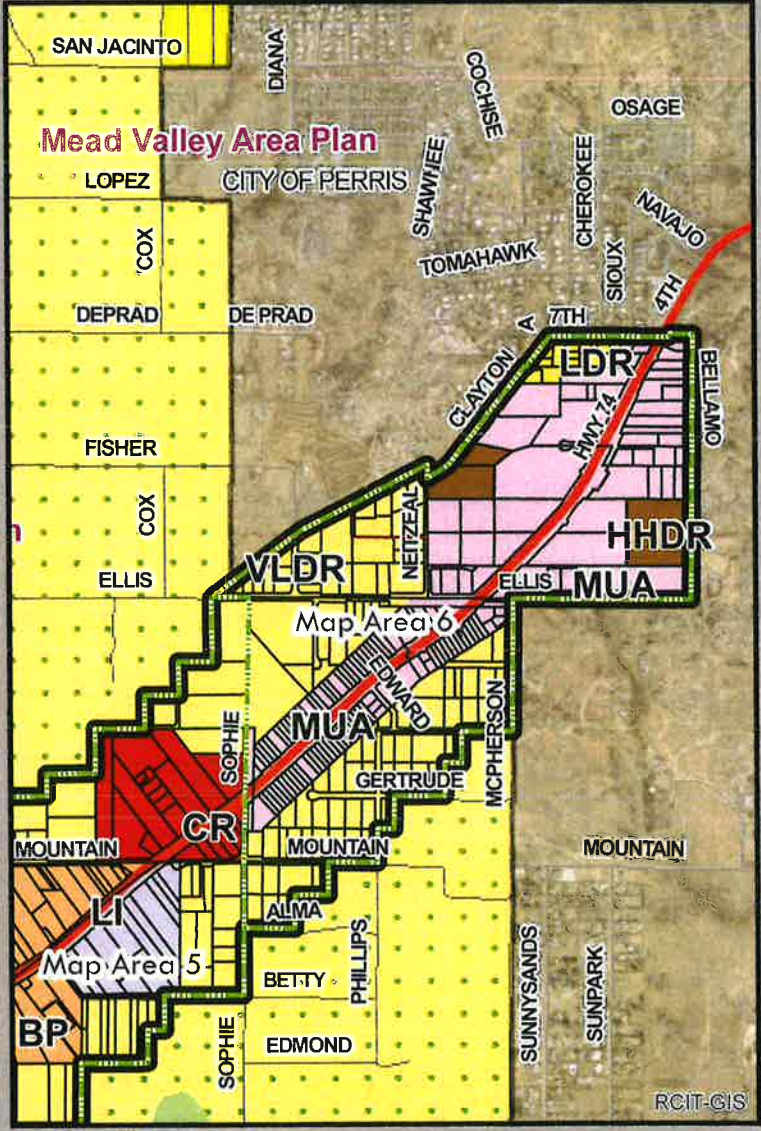 SAN JACINTO
DIANA
COCHISE
OSAGE
Mead Valley Area Plan
LOPEZ
CITY OF PERRIS
SHAWNEE
CHEROKEE
NAVAJO
COX
TOMAHAWK
SIOUX
4TH
DEPRAD
DE PRAD
A
7TH
CLAYTON
LDR
BELLAMO
HWY 74
FISHER
COX
n
NEITZEAL
HHDR
ELLIS
VLDR
ELLIS
MUA
Map Area 6
EDWARD
MUA
SOPHIE
MCPHERSON
GERTRUDE
CR
MOUNTAIN
MOUNTAIN
MOUNTAIN
LI
ALMA
Map Area 5
PHILLIPS
SUNNYSANDS
SUNPARK
BETTY
BP
SOPHIE
EDMOND
RCIT-GIS